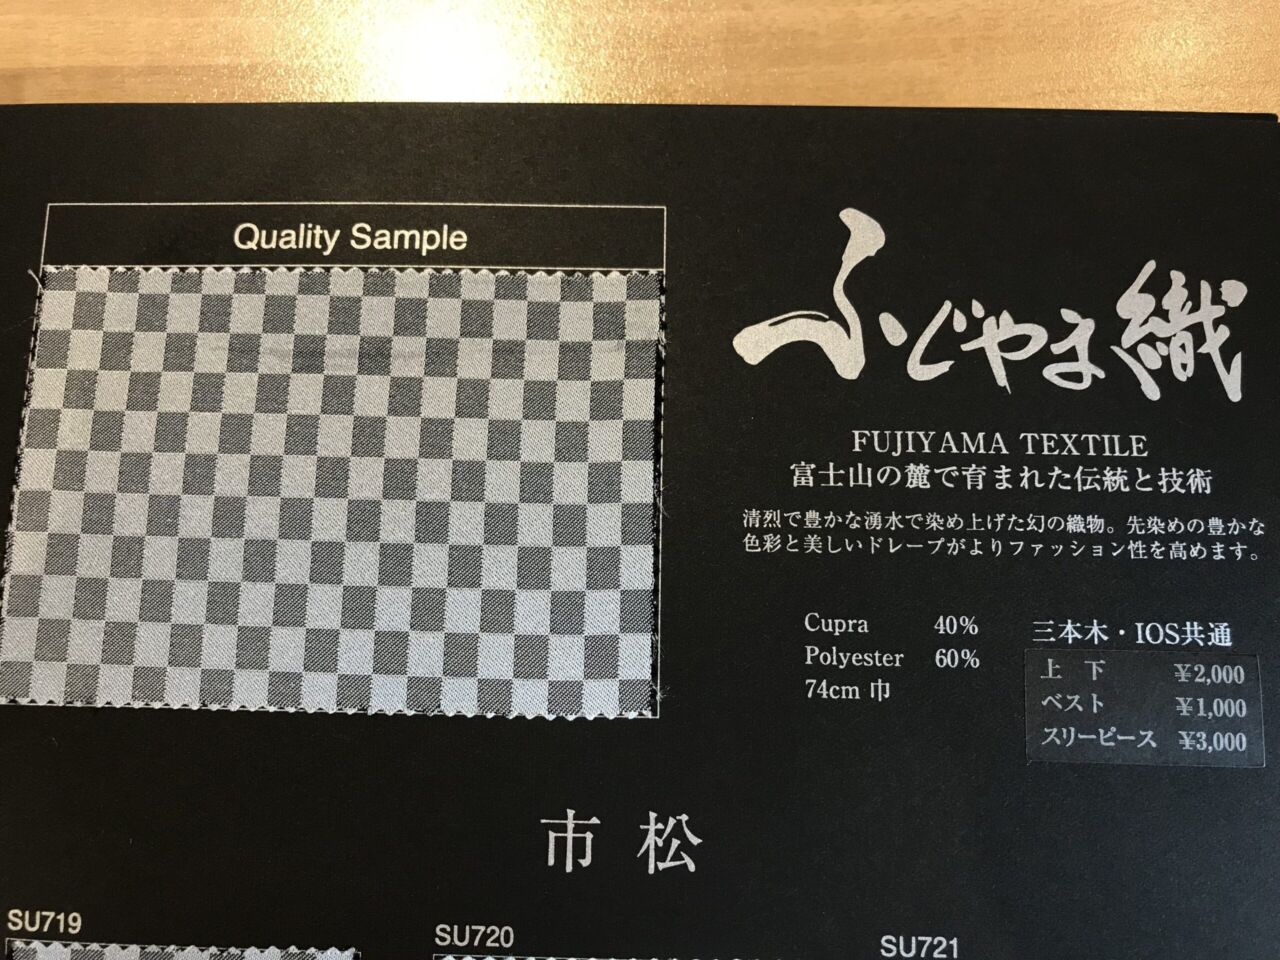 Quality Sample
ふじやま織
FUJIYAMA TEXTILE
富士山の麓で育まれた伝統と技術
清烈で豊かな湧水で染め上げた幻の織物。先染めの豊かな
色彩と美しいドレープがよりファッション性を高めます。
Cupra 40%
Polyester 60%
74cm 巾
三本木・IOS共通
上 下 ¥2,000
ベスト ¥1,000
スリーピース ¥3,000
市 松
SU719
SU720
SU721